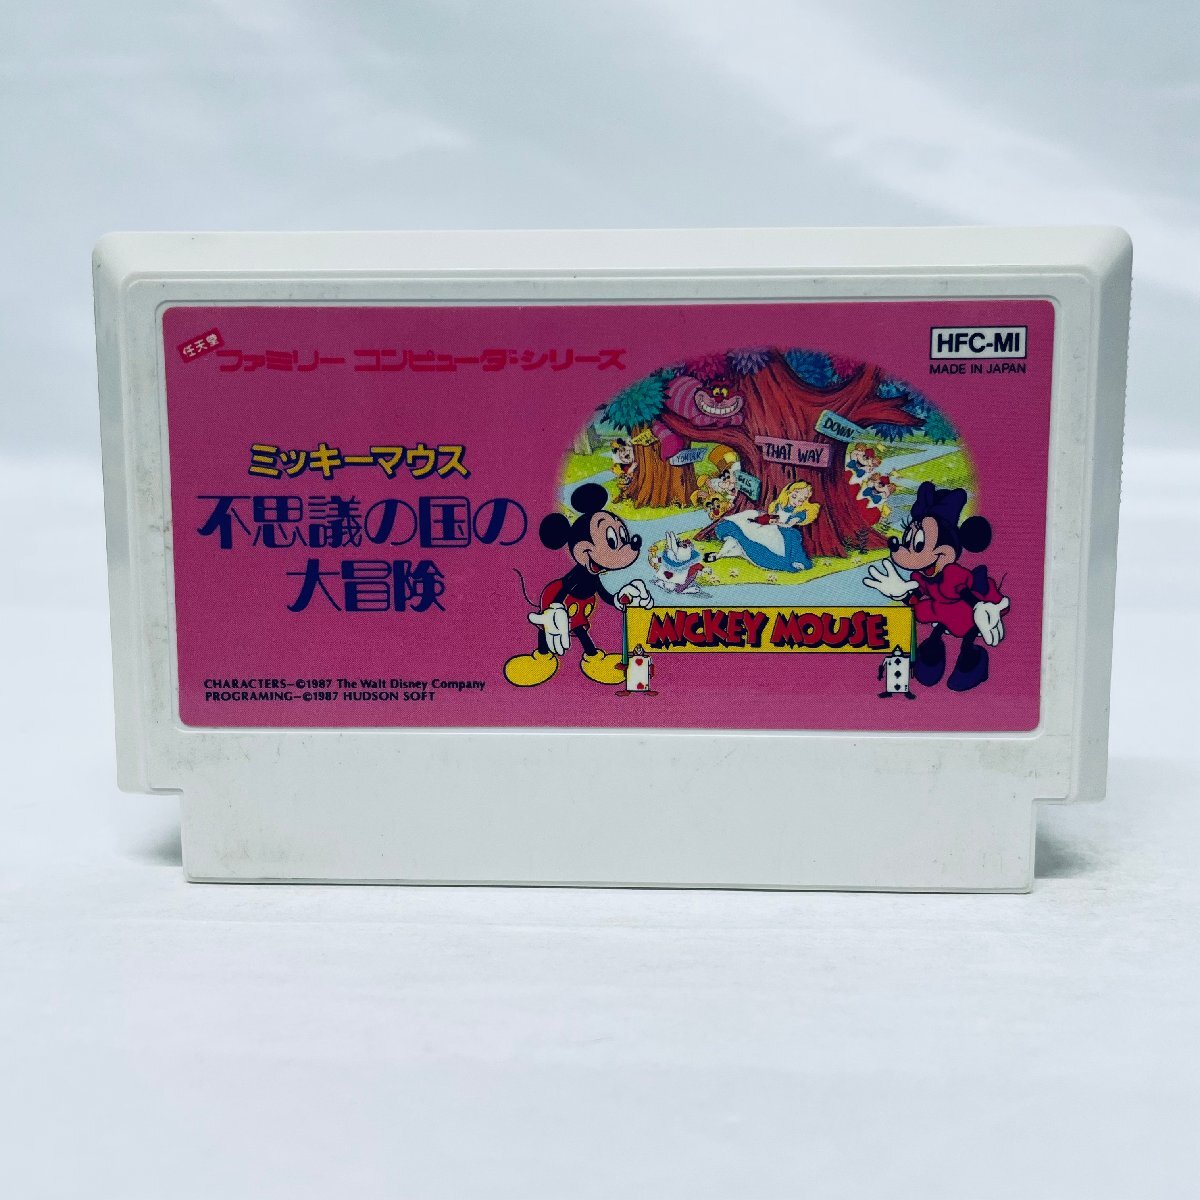 任天堂
ファミリー コンピュータ・シリーズ
HFC-MI
MADE IN JAPAN
ミッキーマウス
不思議の国の
大冒険
DOWN
THAT WAY
MICKEY MOUSE
CHARACTERS—©1987 The Walt Disney Company
PROGRAMING—©1987 HUDSON SOFT